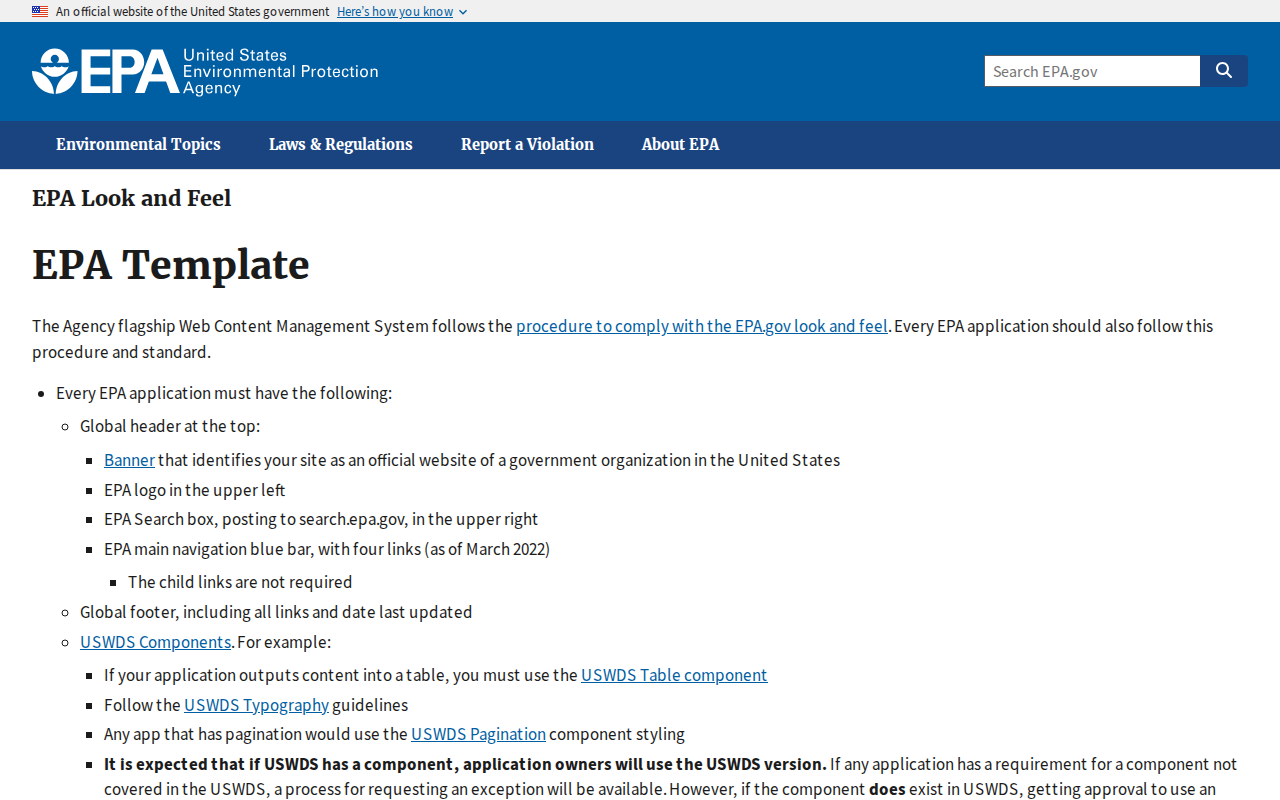 An official website of the United States government Here's how you know
EPA United States
Environmental Protection
Agency
Search EPA.gov
Environmental Topics Laws & Regulations Report a Violation About EPA
EPA Look and Feel
EPA Template
The Agency flagship Web Content Management System follows the procedure to comply with the EPA.gov look and feel. Every EPA application should also follow this
procedure and standard.
Every EPA application must have the following:
Global header at the top:
Banner that identifies your site as an official website of a government organization in the United States
EPA logo in the upper left
EPA Search box, posting to search.epa.gov, in the upper right
EPA main navigation blue bar, with four links (as of March 2022)
The child links are not required
Global footer, including all links and date last updated
USWDS Components. For example:
If your application outputs content into a table, you must use the USWDS Table component
Follow the USWDS Typography guidelines
Any app that has pagination would use the USWDS Pagination component styling
It is expected that if USWDS has a component, application owners will use the USWDS version. If any application has a requirement for a component not
covered in the USWDS, a process for requesting an exception will be available. However, if the component does exist in USWDS, getting approval to use an